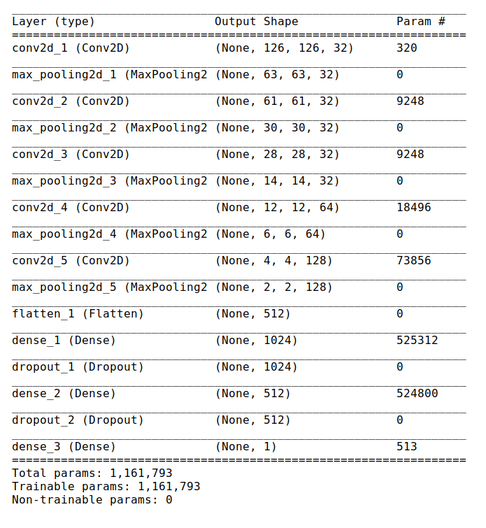 Layer (type) Output Shape Param #
conv2d_1 (Conv2D) (None, 126, 126, 32) 320
max_pooling2d_1 (MaxPooling2 (None, 63, 63, 32) 0
conv2d_2 (Conv2D) (None, 61, 61, 32) 9248
max_pooling2d_2 (MaxPooling2 (None, 30, 30, 32) 0
conv2d_3 (Conv2D) (None, 28, 28, 32) 9248
max_pooling2d_3 (MaxPooling2 (None, 14, 14, 32) 0
conv2d_4 (Conv2D) (None, 12, 12, 64) 18496
max_pooling2d_4 (MaxPooling2 (None, 6, 6, 64) 0
conv2d_5 (Conv2D) (None, 4, 4, 128) 73856
max_pooling2d_5 (MaxPooling2 (None, 2, 2, 128) 0
flatten_1 (Flatten) (None, 512) 0
dense_1 (Dense) (None, 1024) 525312
dropout_1 (Dropout) (None, 1024) 0
dense_2 (Dense) (None, 512) 524800
dropout_2 (Dropout) (None, 512) 0
dense_3 (Dense) (None, 1) 513
Total params: 1,161,793
Trainable params: 1,161,793
Non-trainable params: 0